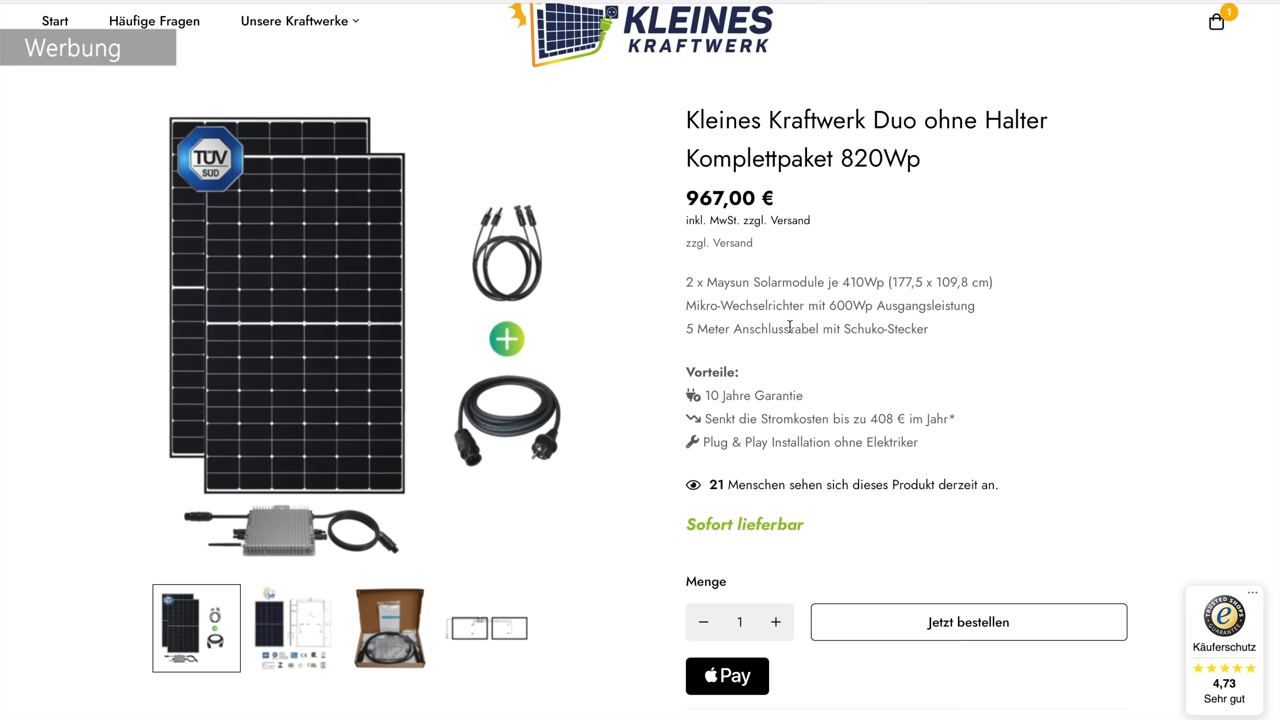 Start
Häufige Fragen
Unsere Kraftwerke
KLEINES
KRAFTWERK
1
Werbung
TÜV
SÜD
Kleines Kraftwerk Duo ohne Halter
Komplettpaket 820Wp
967,00 €
inkl. MwSt. zzgl. Versand
zzgl. Versand
2 x Maysun Solarmodule je 410Wp (177,5 x 109,8 cm)
Mikro-Wechselrichter mit 600Wp Ausgangsleistung
5 Meter Anschlusskabel mit Schuko-Stecker
Vorteile:
10 Jahre Garantie
Senkt die Stromkosten bis zu 408 € im Jahr*
Plug & Play Installation ohne Elektriker
21 Menschen sehen sich dieses Produkt derzeit an.
Sofort lieferbar
Menge
− 1 +
Jetzt bestellen
Pay
TRUSTED SHOPS
GUARANTEE
e
Käuferschutz
4,73
Sehr gut